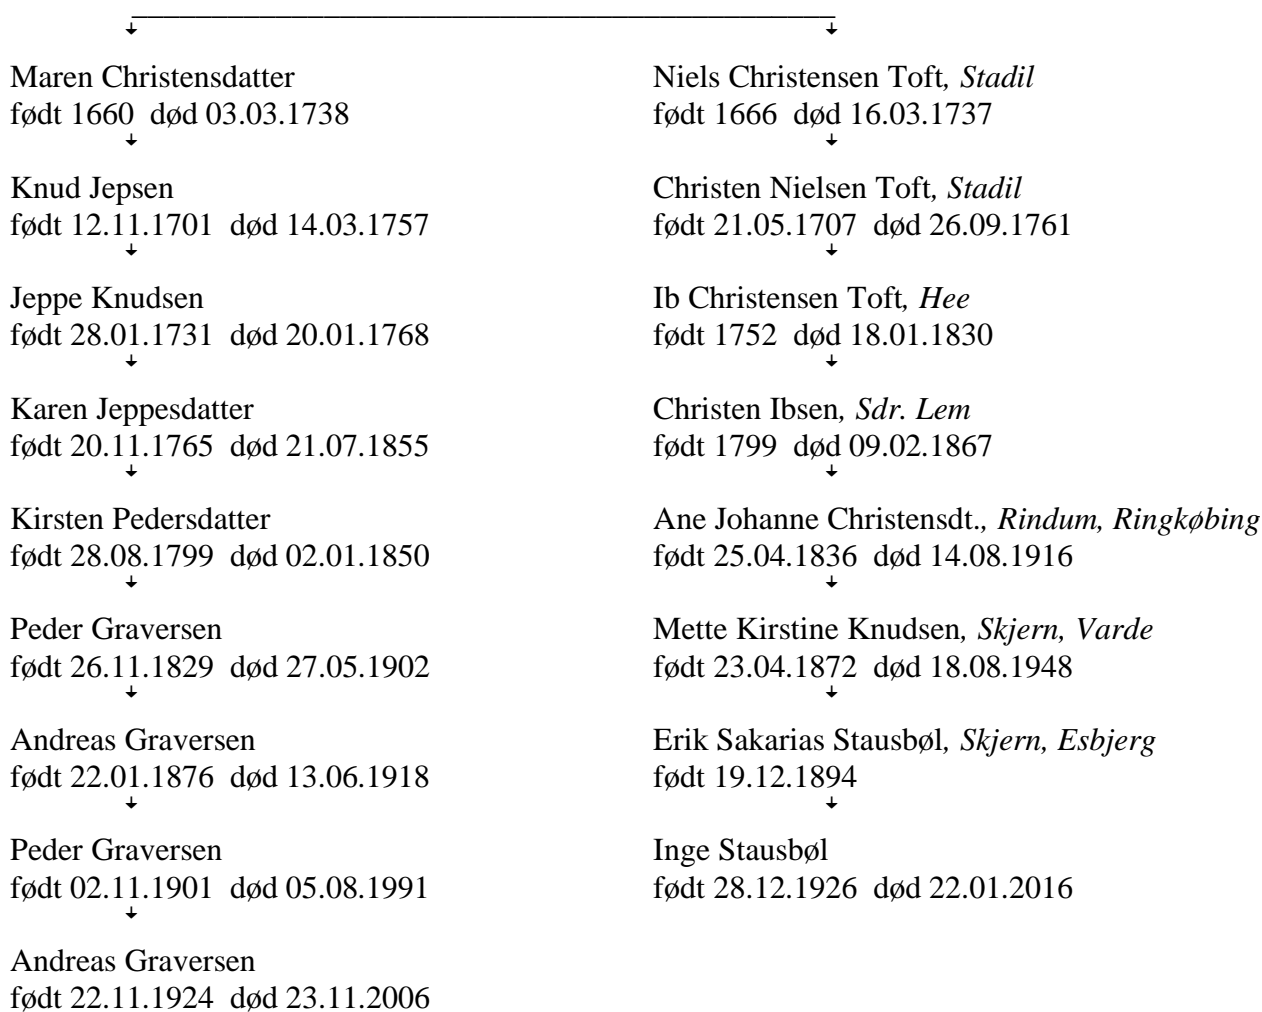 Maren Christensdatter
født 1660  død 03.03.1738
Knud Jepsen
født 12.11.1701  død 14.03.1757
Jeppe Knudsen
født 28.01.1731  død 20.01.1768
Karen Jeppesdatter
født 20.11.1765  død 21.07.1855
Kirsten Pedersdatter
født 28.08.1799  død 02.01.1850
Peder Graversen
født 26.11.1829  død 27.05.1902
Andreas Graversen
født 22.01.1876  død 13.06.1918
Peder Graversen
født 02.11.1901  død 05.08.1991
Andreas Graversen
født 22.11.1924  død 23.11.2006
Niels Christensen Toft, Stadil
født 1666  død 16.03.1737
Christen Nielsen Toft, Stadil
født 21.05.1707  død 26.09.1761
Ib Christensen Toft, Hee
født 1752  død 18.01.1830
Christen Ibsen, Sdr. Lem
født 1799  død 09.02.1867
Ane Johanne Christensdt., Rindum, Ringkøbing
født 25.04.1836  død 14.08.1916
Mette Kirstine Knudsen, Skjern, Varde
født 23.04.1872  død 18.08.1948
Erik Sakarias Stausbøl, Skjern, Esbjerg
født 19.12.1894
Inge Stausbøl
født 28.12.1926  død 22.01.2016